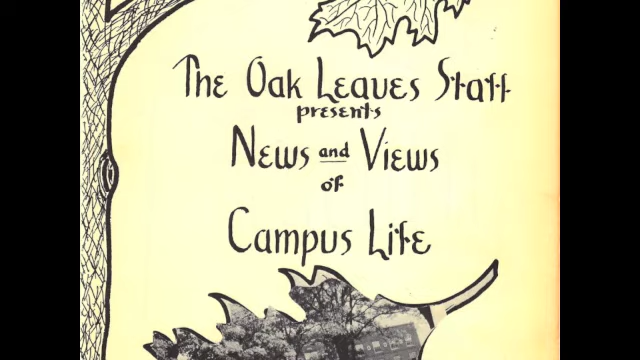 The Oak Leaves Staff
presents
News and Views
of
Campus Life